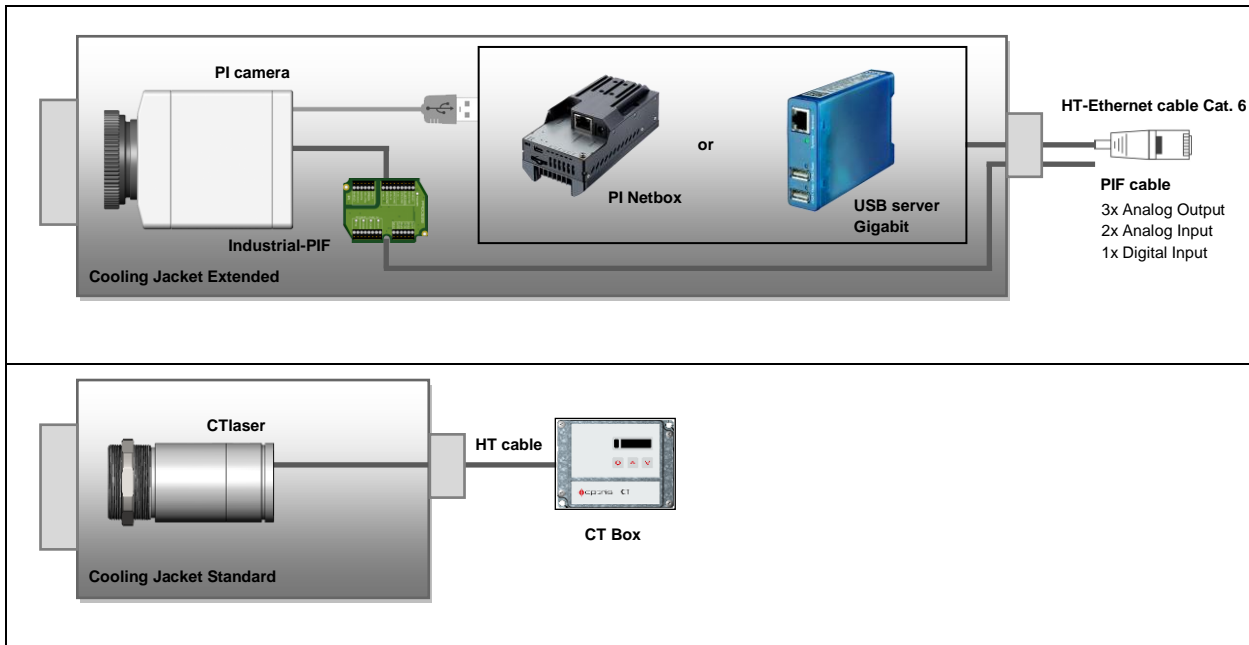 PI camera
HT-Ethernet cable Cat. 6
or
PI Netbox
USB server
Gigabit
PIF cable
3x Analog Output
2x Analog Input
1x Digital Input
Industrial-PIF
Cooling Jacket Extended
CTlaser
HT cable
CT
CT Box
Cooling Jacket Standard